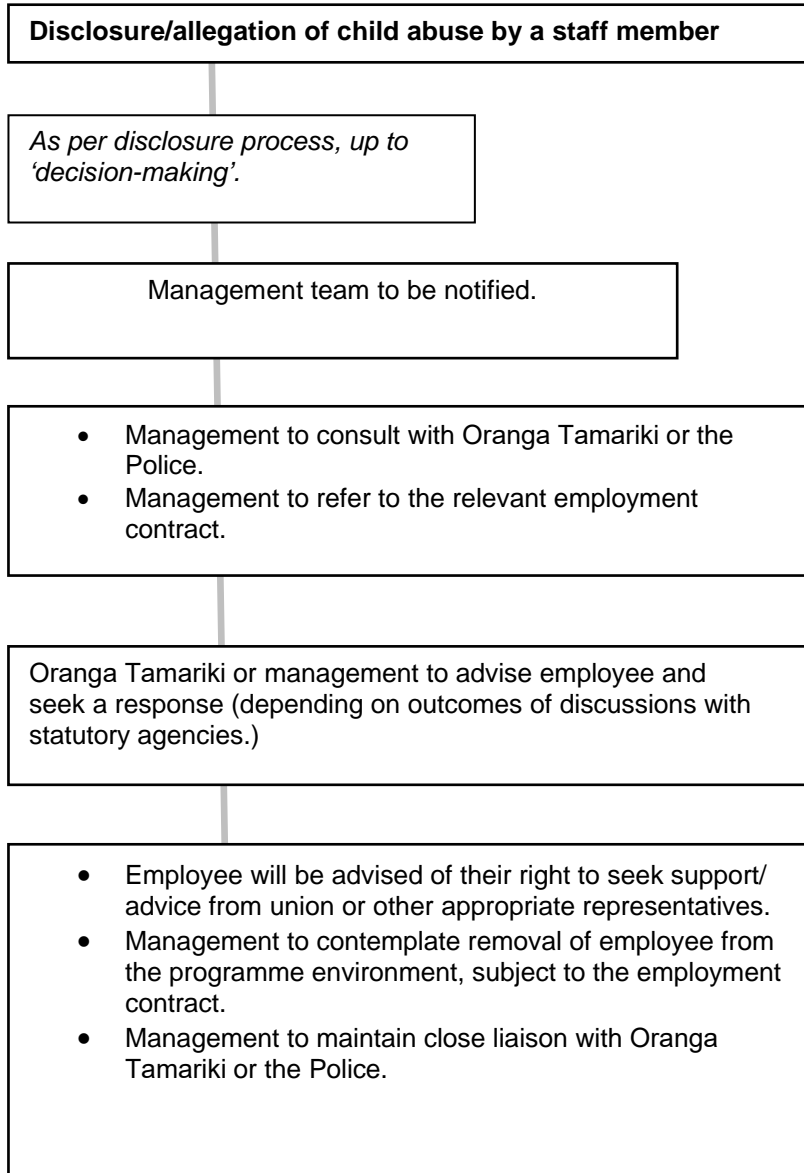 Disclosure/allegation of child abuse by a staff member
As per disclosure process, up to
‘decision-making’.
Management team to be notified.
• Management to consult with Oranga Tamariki or the
Police.
• Management to refer to the relevant employment
contract.
Oranga Tamariki or management to advise employee and
seek a response (depending on outcomes of discussions with
statutory agencies.)
• Employee will be advised of their right to seek support/
advice from union or other appropriate representatives.
• Management to contemplate removal of employee from
the programme environment, subject to the employment
contract.
• Management to maintain close liaison with Oranga
Tamariki or the Police.